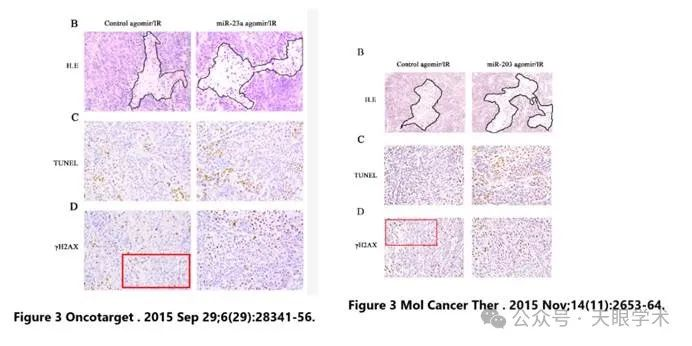 B
Control agomir/IR miR-23a agomir/IR
H.E
C
TUNEL
D
γH2AX
Figure 3 Oncotarget . 2015 Sep 29;6(29):28341-56.
B
Control agomir/IR miR-203 agomir/IR
H.E
C
TUNEL
D
γH2AX
Figure 3 Mol Cancer Ther . 2015 Nov;14(11):2653-64.
公众号 · 天眼学术